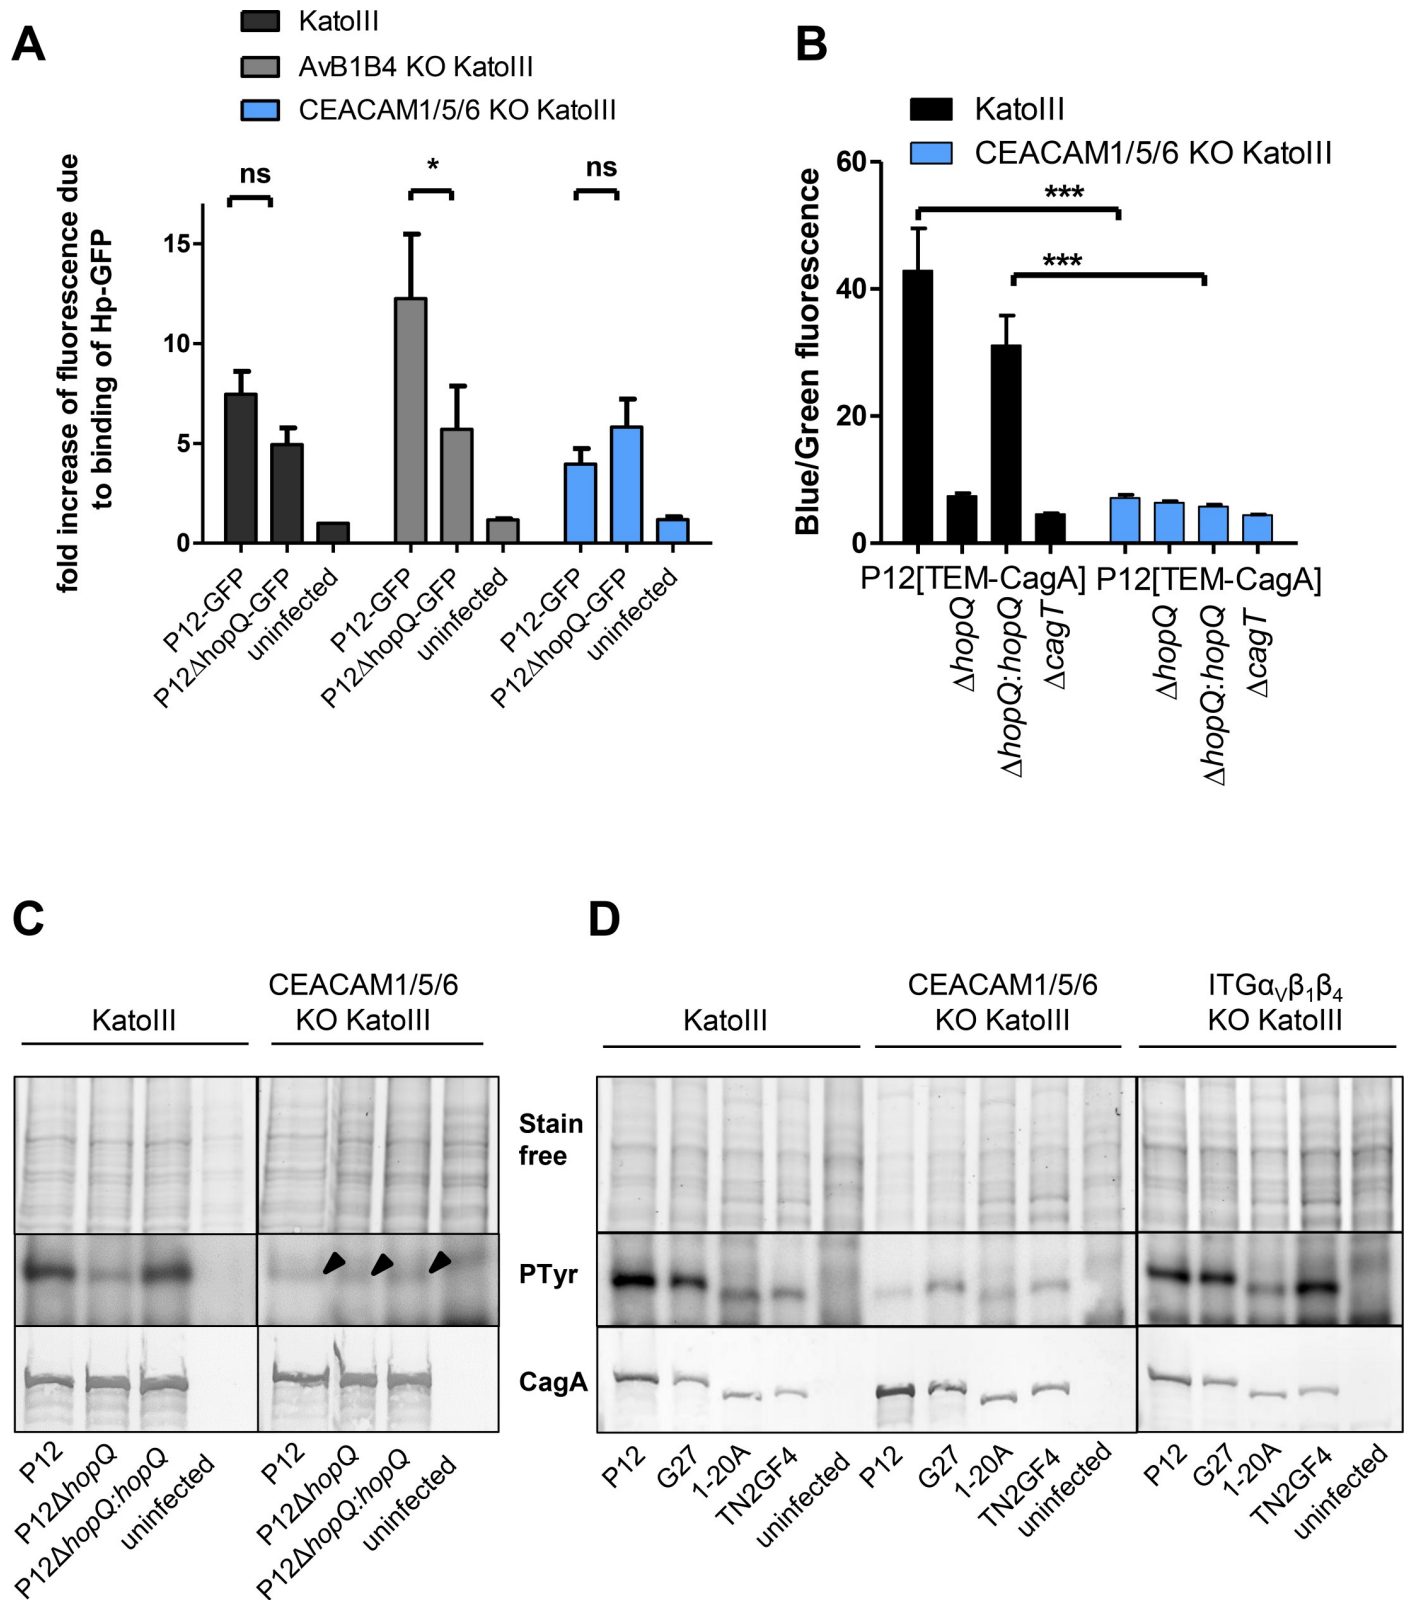 A
KatoIII
AvB1B4 KO KatoIII
CEACAM1/5/6 KO KatoIII
fold increase of fluorescence due
to binding of Hp-GFP
15
10
5
0
ns
*
ns
P12-GFP
P12ΔhopQ-GFP
uninfected
P12-GFP
P12ΔhopQ-GFP
uninfected
P12-GFP
P12ΔhopQ-GFP
uninfected
B
KatoIII
CEACAM1/5/6 KO KatoIII
Blue/Green fluorescence
60
40
20
0
***
***
P12[TEM-CagA] P12[TEM-CagA]
ΔhopQ
ΔhopQ:hopQ
ΔcagT
ΔhopQ
ΔhopQ:hopQ
ΔcagT
C
KatoIII
CEACAM1/5/6
KO KatoIII
P12
P12ΔhopQ
P12ΔhopQ:hopQ
uninfected
P12
P12ΔhopQ
P12ΔhopQ:hopQ
uninfected
Stain
free
PTyr
CagA
D
KatoIII
CEACAM1/5/6
KO KatoIII
ITGαVβ1β4
KO KatoIII
P12
G27
1-20A
TN2GF4
uninfected
P12
G27
1-20A
TN2GF4
uninfected
P12
G27
1-20A
TN2GF4
uninfected